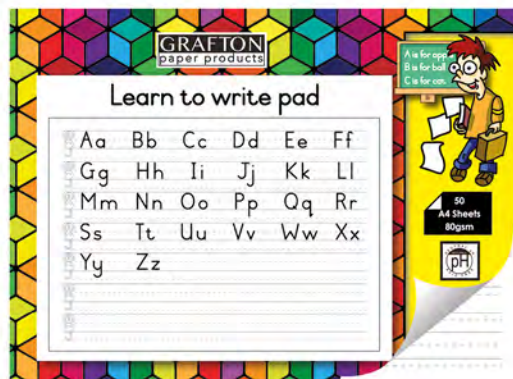 GRAFTON
paper products
Learn to write pad
Aa Bb Cc Dd Ee Ff
Gg Hh Ii Jj Kk Ll
Mm Nn Oo Pp Qq Rr
Ss Tt Uu Vv Ww Xx
Yy Zz
A is for app
B is for ball
C is for cat
50
A4 Sheets
80gsm
pH